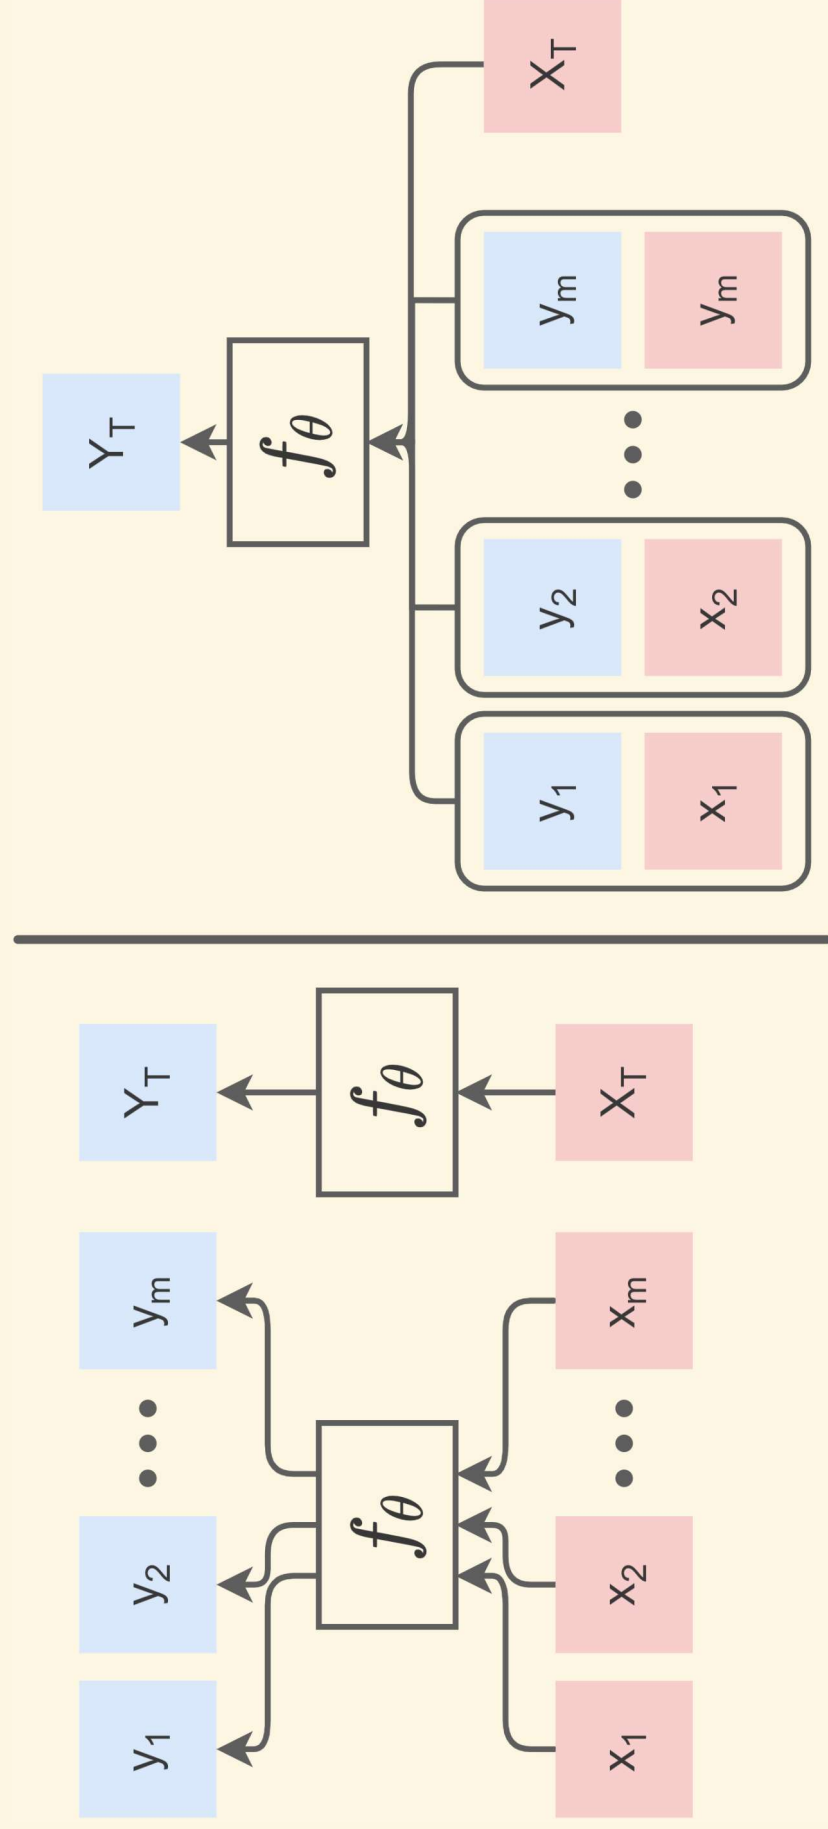 y1 y2 ym YT
fθ fθ
x1 x2 xm XT
YT
fθ
y1 y2 ym XT
x1 x2 ym